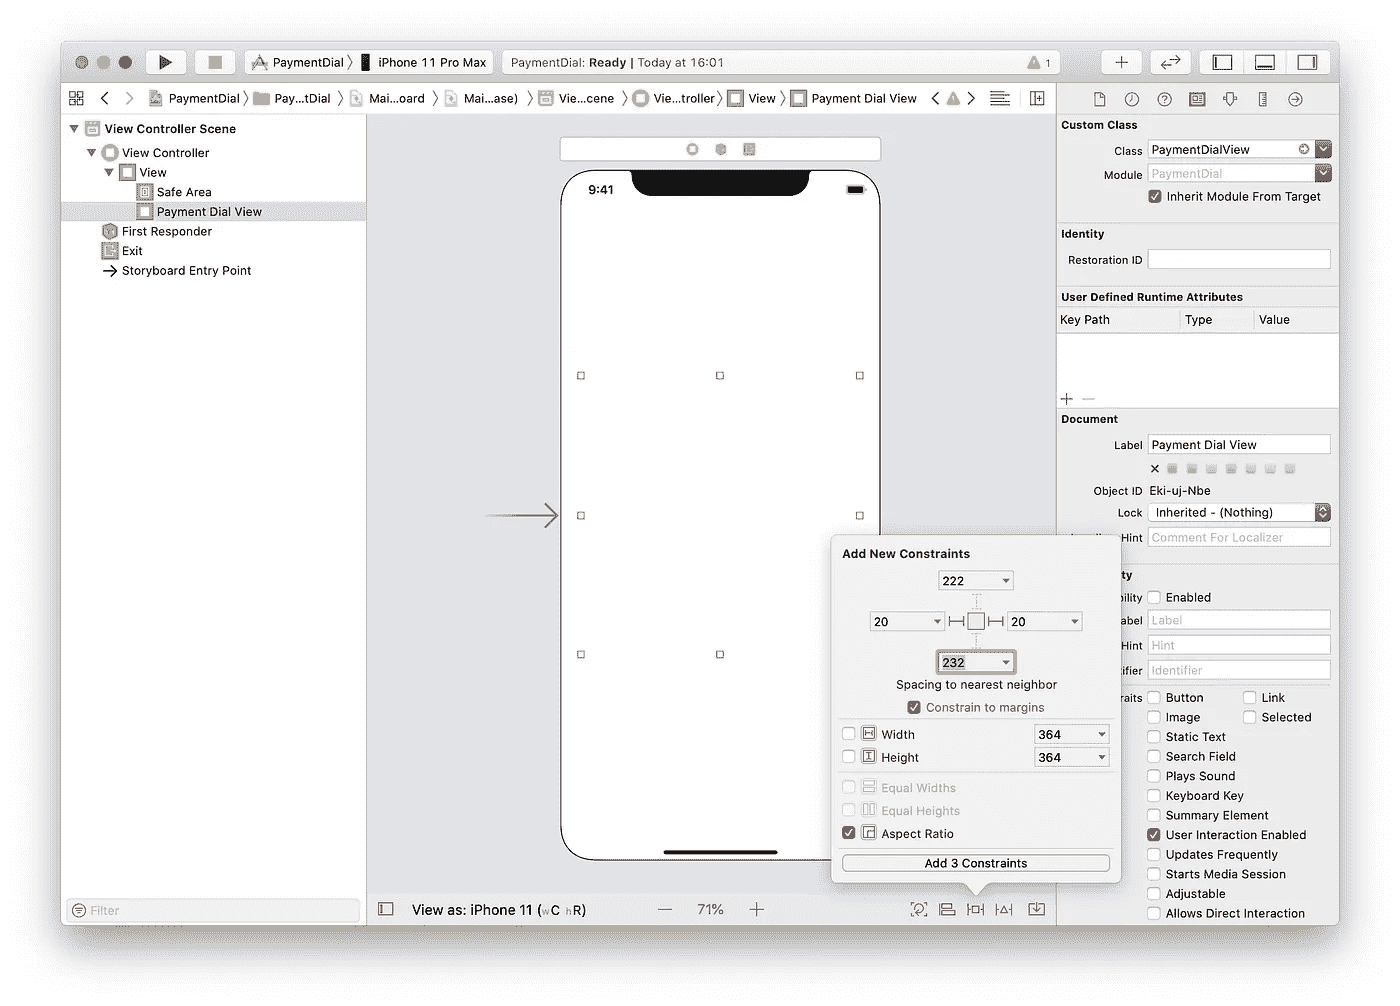 PaymentDial iPhone 11 Pro Max PaymentDial: Ready | Today at 16:01 1
PaymentDial Pay...tDial Mai...oard Mai...ase) Vie...cene Vie...troller View Payment Dial View
View Controller Scene
View Controller
View
Safe Area
Payment Dial View
First Responder
Exit
Storyboard Entry Point
Filter
9:41
View as: iPhone 11 (wC hR) 71%
Add New Constraints
222
20 20
232
Spacing to nearest neighbor
Constrain to margins
Width 364
Height 364
Equal Widths
Equal Heights
Aspect Ratio
Add 3 Constraints
Custom Class
Class PaymentDialView
Module PaymentDial
Inherit Module From Target
Identity
Restoration ID
User Defined Runtime Attributes
Key Path Type Value
Document
Label Payment Dial View
Object ID Eki-uj-Nbe
Lock Inherited - (Nothing)
Hint Comment For Localizer
ty
bility Enabled
abel Label
Hint Hint
ifier Identifier
raits Button Link
Image Selected
Static Text
Search Field
Plays Sound
Keyboard Key
Summary Element
User Interaction Enabled
Updates Frequently
Starts Media Session
Adjustable
Allows Direct Interaction